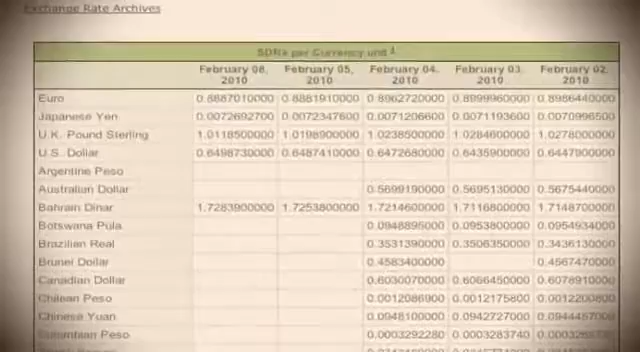 Exchange Rate Archives
SDRs per Currency unit 1
February 08, 2010 February 05, 2010 February 04, 2010 February 03, 2010 February 02, 2010
Euro 0.8887010000 0.8881910000 0.8962720000 0.8999960000 0.8986440000
Japanese Yen 0.0072692700 0.0072347600 0.0071206600 0.0071193600 0.0070996500
U.K. Pound Sterling 1.0118500000 1.0198900000 1.0238500000 1.0284600000 1.0278000000
U.S. Dollar 0.6498730000 0.6487410000 0.6472680000 0.6435900000 0.6447900000
Argentine Peso
Australian Dollar 0.5699190000 0.5695130000 0.5675440000
Bahrain Dinar 1.7283900000 1.7253800000 1.7214600000 1.7116800000 1.7148700000
Botswana Pula 0.0948895000 0.0953800000 0.0954934000
Brazilian Real 0.3531390000 0.3506350000 0.3436130000
Brunei Dollar 0.4583400000 0.4567470000
Canadian Dollar 0.6030070000 0.6066450000 0.6078910000
Chilean Peso 0.0012086900 0.0012175800 0.0012200800
Chinese Yuan 0.0948100000 0.0942727000 0.0944457000
Colombian Peso 0.0003292280 0.0003283740